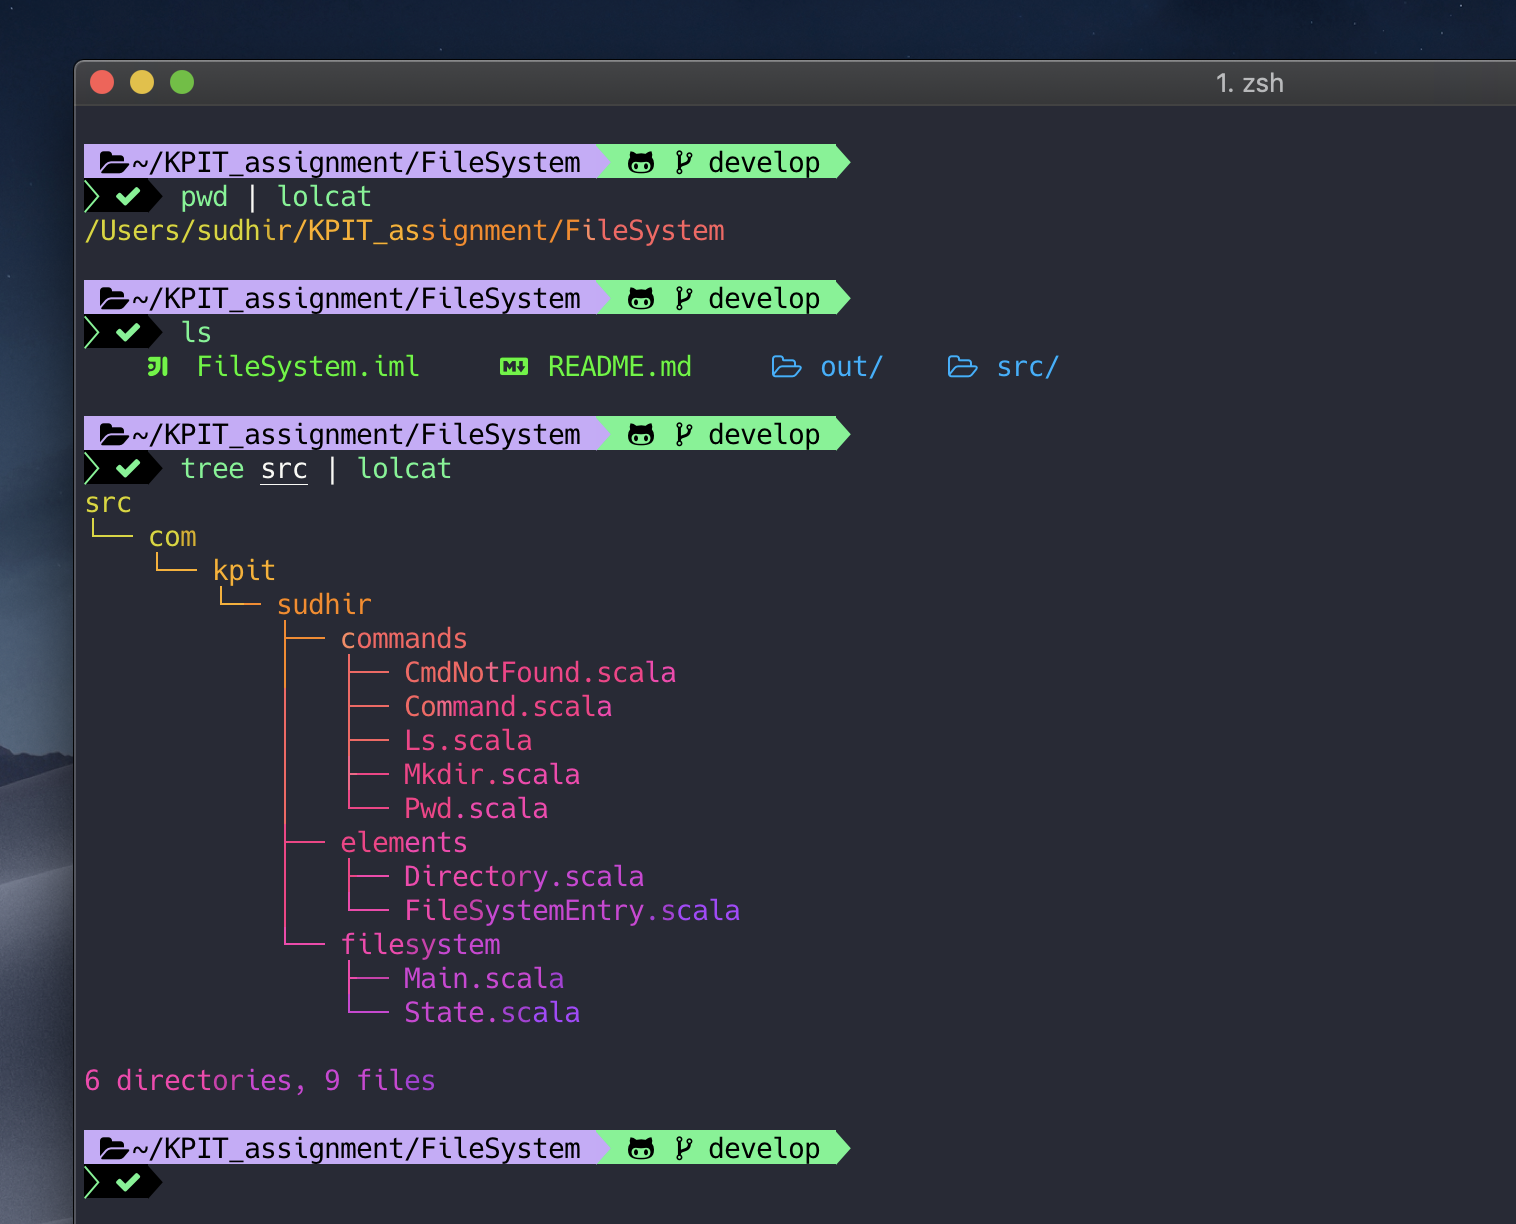 1. zsh
~/KPIT_assignment/FileSystem develop
pwd | lolcat
/Users/sudhir/KPIT_assignment/FileSystem
~/KPIT_assignment/FileSystem develop
ls
FileSystem.iml README.md out/ src/
~/KPIT_assignment/FileSystem develop
tree src | lolcat
src
└── com
└── kpit
└── sudhir
├── commands
│ ├── CmdNotFound.scala
│ ├── Command.scala
│ ├── Ls.scala
│ ├── Mkdir.scala
│ └── Pwd.scala
├── elements
│ ├── Directory.scala
│ └── FileSystemEntry.scala
└── filesystem
├── Main.scala
└── State.scala
6 directories, 9 files
~/KPIT_assignment/FileSystem develop